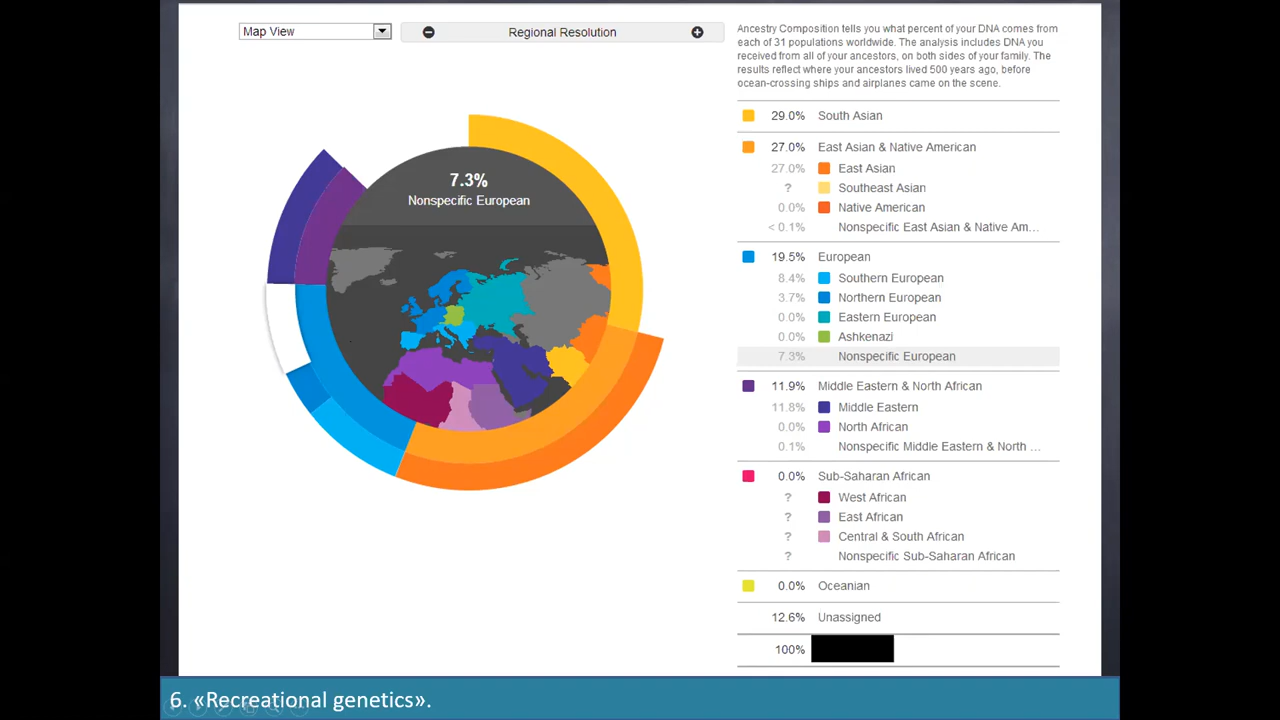 Map View
Regional Resolution
Ancestry Composition tells you what percent of your DNA comes from
each of 31 populations worldwide. The analysis includes DNA you
received from all of your ancestors, on both sides of your family. The
results reflect where your ancestors lived 500 years ago, before
ocean-crossing ships and airplanes came on the scene.
7.3%
Nonspecific European
29.0% South Asian
27.0% East Asian & Native American
27.0% East Asian
? Southeast Asian
0.0% Native American
< 0.1% Nonspecific East Asian & Native Am...
19.5% European
8.4% Southern European
3.7% Northern European
0.0% Eastern European
0.0% Ashkenazi
7.3% Nonspecific European
11.9% Middle Eastern & North African
11.8% Middle Eastern
0.0% North African
0.1% Nonspecific Middle Eastern & North ...
0.0% Sub-Saharan African
? West African
? East African
? Central & South African
? Nonspecific Sub-Saharan African
0.0% Oceanian
12.6% Unassigned
100%
6. «Recreational genetics».